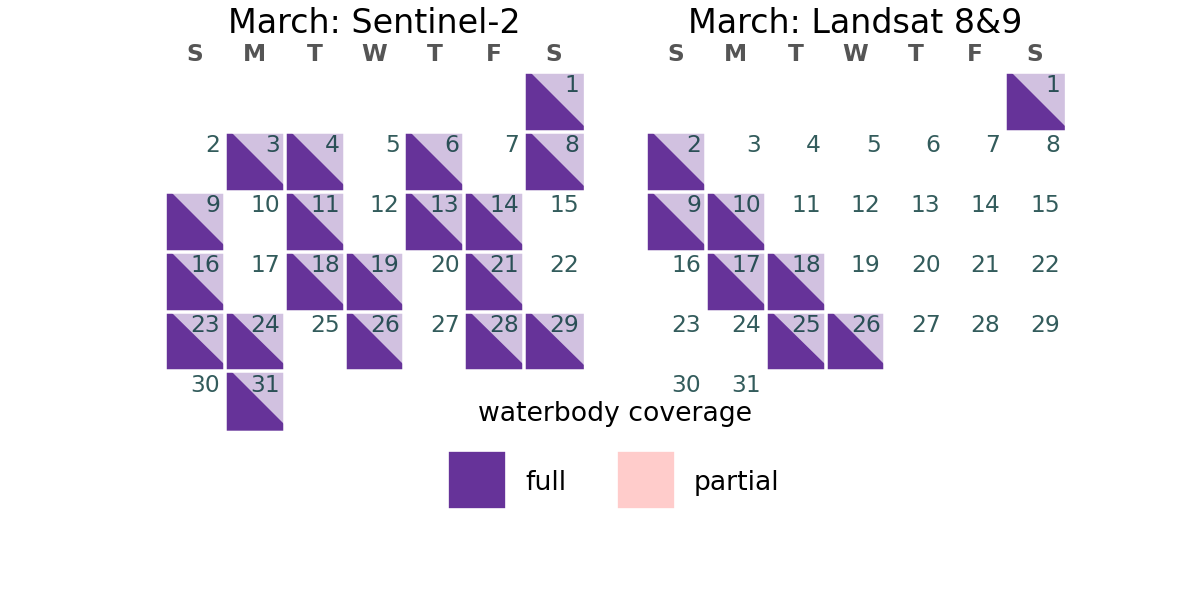 March: Sentinel-2
S M T W T F S
1
2 3 4 5 6 7 8
9 10 11 12 13 14 15
16 17 18 19 20 21 22
23 24 25 26 27 28 29
30 31
March: Landsat 8&9
S M T W T F S
1
2 3 4 5 6 7 8
9 10 11 12 13 14 15
16 17 18 19 20 21 22
23 24 25 26 27 28 29
30 31
waterbody coverage
full partial